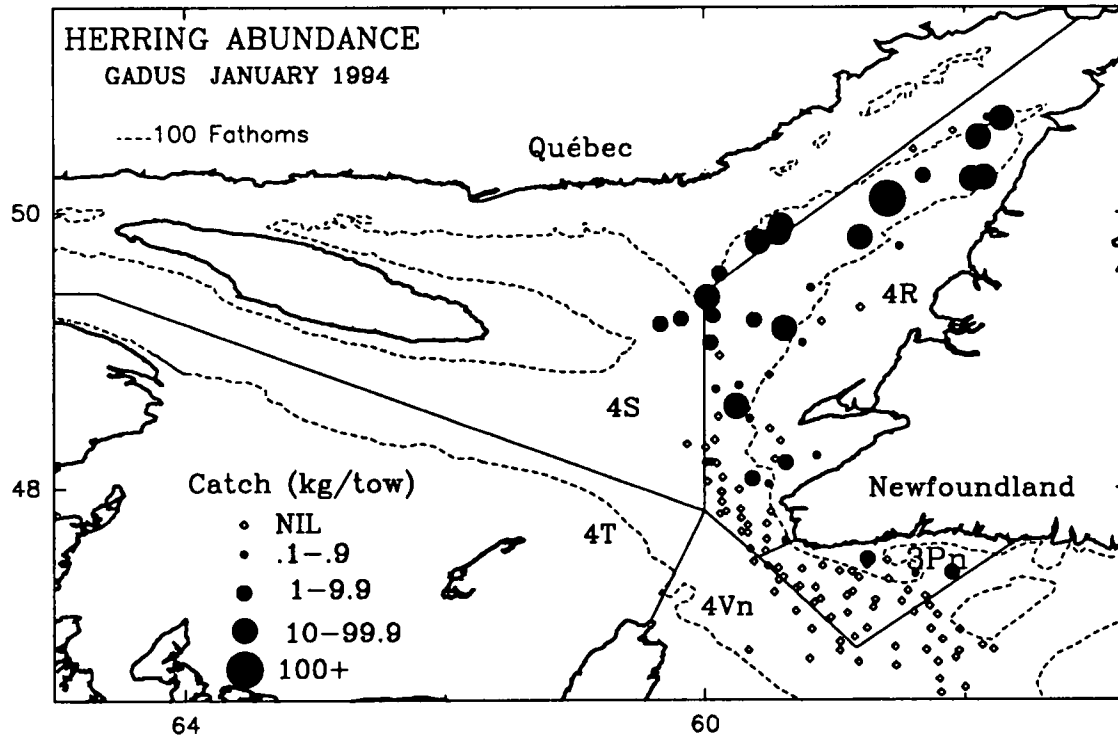 HERRING ABUNDANCE
GADUS JANUARY 1994
----100 Fathoms
Québec
50
4R
4S
48
Catch (kg/tow)
NIL
.1-.9
1-9.9
10-99.9
100+
Newfoundland
4T
3Pn
4Vn
64
60